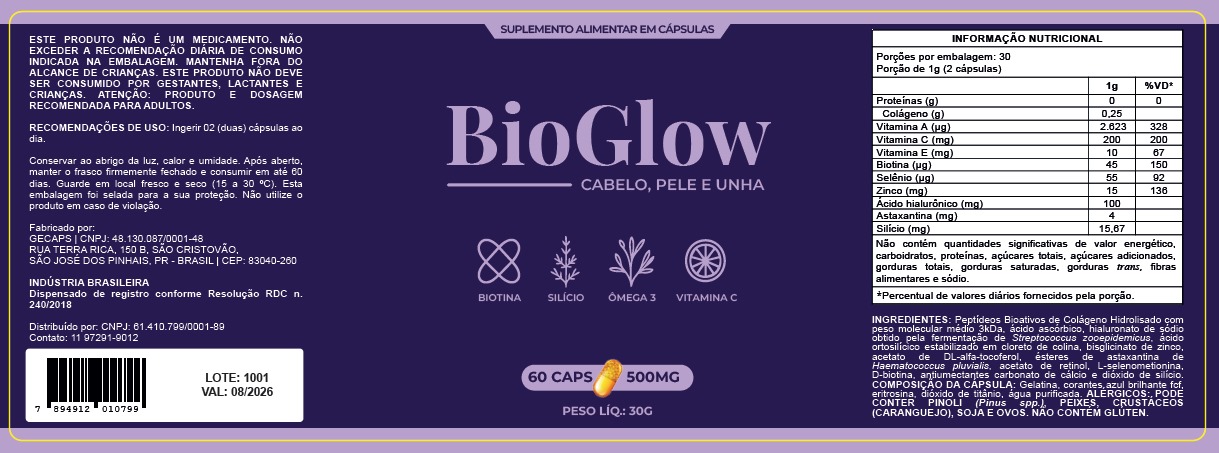 SUPLEMENTO ALIMENTAR EM CÁPSULAS
ESTE PRODUTO NÃO É UM MEDICAMENTO. NÃO
EXCEDER A RECOMENDAÇÃO DIÁRIA DE CONSUMO
INDICADA NA EMBALAGEM. MANTENHA FORA DO
ALCANCE DE CRIANÇAS. ESTE PRODUTO NÃO DEVE
SER CONSUMIDO POR GESTANTES, LACTANTES E
CRIANÇAS. ATENÇÃO: PRODUTO E DOSAGEM
RECOMENDADA PARA ADULTOS.
RECOMENDAÇÕES DE USO: Ingerir 02 (duas) cápsulas ao
dia.
Conservar ao abrigo da luz, calor e umidade. Após aberto,
manter o frasco firmemente fechado e consumir em até 60
dias. Guarde em local fresco e seco (15 a 30 ºC). Esta
embalagem foi selada para a sua proteção. Não utilize o
produto em caso de violação.
Fabricado por:
GECAPS | CNPJ: 48.130.087/0001-48
RUA TERRA RICA, 150 B, SÃO CRISTOVÃO,
SÃO JOSÉ DOS PINHAIS, PR - BRASIL | CEP: 83040-260
INDÚSTRIA BRASILEIRA
Dispensado de registro conforme Resolução RDC n.
240/2018
Distribuído por: CNPJ: 61.410.799/0001-89
Contato: 11 97291-9012
7 894912 010799
LOTE: 1001
VAL: 08/2026
BioGlow
CABELO, PELE E UNHA
BIOTINA SILÍCIO ÔMEGA 3 VITAMINA C
60 CAPS 500MG
PESO LÍQ.: 30G
INFORMAÇÃO NUTRICIONAL
Porções por embalagem: 30
Porção de 1g (2 cápsulas)
1g %VD*
Proteínas (g) 0 0
Colágeno (g) 0,25
Vitamina A (µg) 2.623 328
Vitamina C (mg) 200 200
Vitamina E (mg) 10 67
Biotina (µg) 45 150
Selênio (µg) 55 92
Zinco (mg) 15 136
Ácido hialurônico (mg) 100
Astaxantina (mg) 4
Silício (mg) 15,67
Não contém quantidades significativas de valor energético,
carboidratos, proteínas, açúcares totais, açúcares adicionados,
gorduras totais, gorduras saturadas, gorduras trans, fibras
alimentares e sódio.
*Percentual de valores diários fornecidos pela porção.
INGREDIENTES: Peptídeos Bioativos de Colágeno Hidrolisado com
peso molecular médio 3kDa, ácido ascórbico, hialuronato de sódio
obtido pela fermentação de Streptococcus zooepidemicus, ácido
ortosilícico estabilizado em cloreto de colina, bisglicinato de zinco,
acetato de DL-alfa-tocoferol, ésteres de astaxantina de
Haematococcus pluvialis, acetato de retinol, L-selenometionina,
D-biotina, antiumectantes carbonato de cálcio e dióxido de silício.
COMPOSIÇÃO DA CÁPSULA: Gelatina, corantes azul brilhante fcf,
eritrosina, dióxido de titânio, água purificada. ALÉRGICOS: PODE
CONTER PINOLI (Pinus spp.), PEIXES, CRUSTÁCEOS
(CARANGUEJO), SOJA E OVOS. NÃO CONTÉM GLÚTEN.